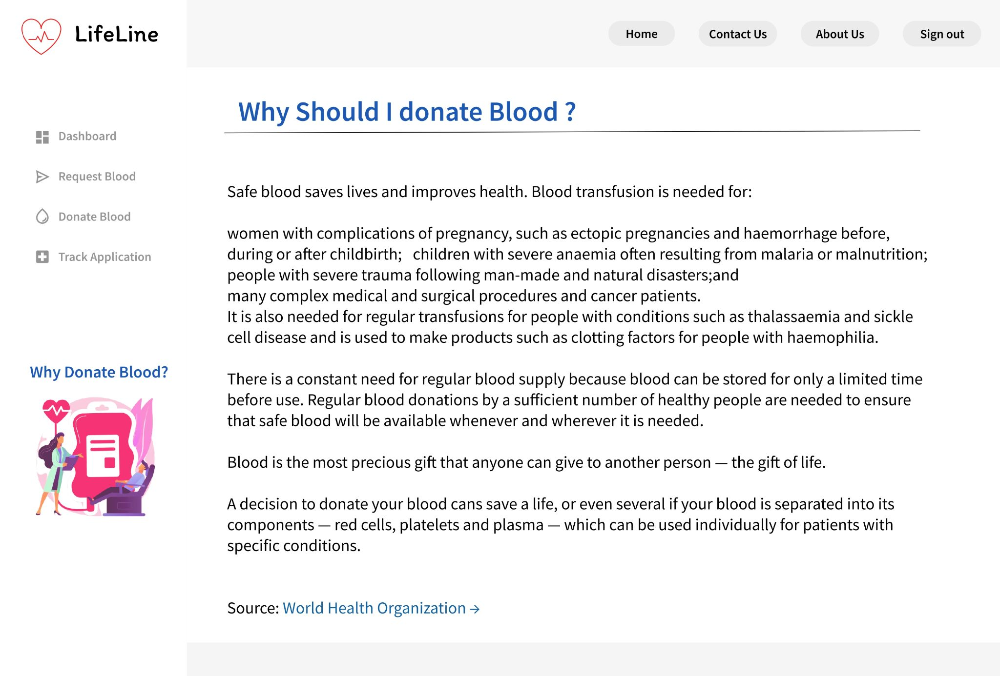 LifeLine
Home
Contact Us
About Us
Sign out
Dashboard
Request Blood
Donate Blood
Track Application
Why Donate Blood?
Why Should I donate Blood ?
Safe blood saves lives and improves health. Blood transfusion is needed for:
women with complications of pregnancy, such as ectopic pregnancies and haemorrhage before,
during or after childbirth;   children with severe anaemia often resulting from malaria or malnutrition;
people with severe trauma following man-made and natural disasters;and
many complex medical and surgical procedures and cancer patients.
It is also needed for regular transfusions for people with conditions such as thalassaemia and sickle
cell disease and is used to make products such as clotting factors for people with haemophilia.
There is a constant need for regular blood supply because blood can be stored for only a limited time
before use. Regular blood donations by a sufficient number of healthy people are needed to ensure
that safe blood will be available whenever and wherever it is needed.
Blood is the most precious gift that anyone can give to another person — the gift of life.
A decision to donate your blood cans save a life, or even several if your blood is separated into its
components — red cells, platelets and plasma — which can be used individually for patients with
specific conditions.
Source: World Health Organization →